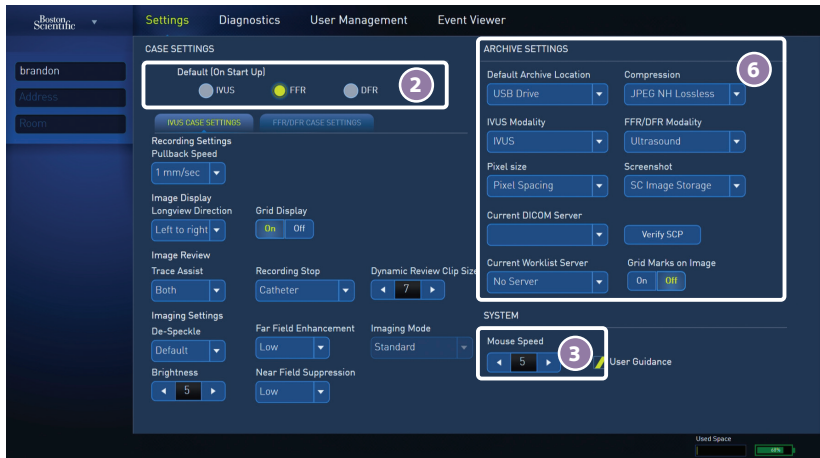 Boston Scientific
Settings Diagnostics User Management Event Viewer
brandon
Address
Room
CASE SETTINGS
Default (On Start Up)
IVUS FFR DFR
2
IVUS CASE SETTINGS FFR/DFR CASE SETTINGS
Recording Settings
Pullback Speed
1 mm/sec
Image Display
Longview Direction Grid Display
Left to right On Off
Image Review
Trace Assist Recording Stop Dynamic Review Clip Size
Both Catheter 7
Imaging Settings
De-Speckle Far Field Enhancement Imaging Mode
Default Low Standard
Brightness Near Field Suppression
5 Low
ARCHIVE SETTINGS
6
Default Archive Location Compression
USB Drive JPEG NH Lossless
IVUS Modality FFR/DFR Modality
IVUS Ultrasound
Pixel size Screenshot
Pixel Spacing SC Image Storage
Current DICOM Server
Verify SCP
Current Worklist Server Grid Marks on Image
No Server On Off
SYSTEM
Mouse Speed
5 3 User Guidance
Used Space
68%